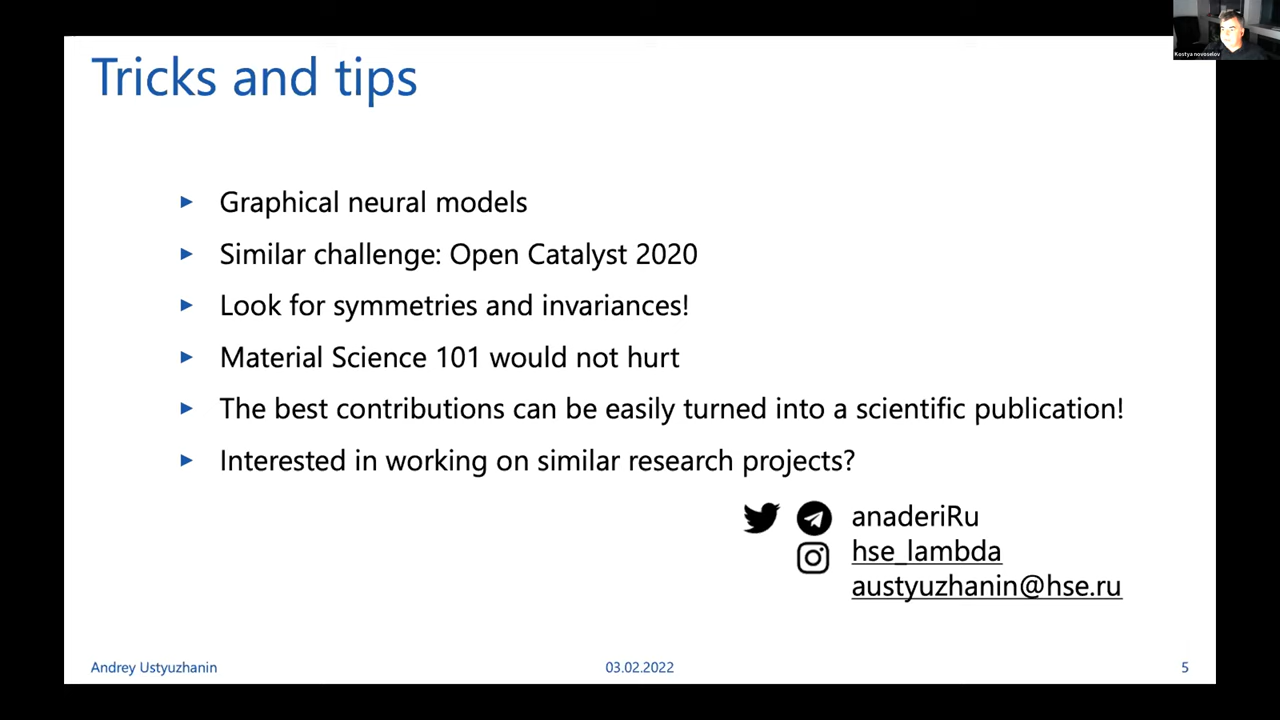 Kostya novoselov
Tricks and tips
Graphical neural models
Similar challenge: Open Catalyst 2020
Look for symmetries and invariances!
Material Science 101 would not hurt
The best contributions can be easily turned into a scientific publication!
Interested in working on similar research projects?
anaderiRu
hse_lambda
austyuzhanin@hse.ru
Andrey Ustyuzhanin 03.02.2022 5